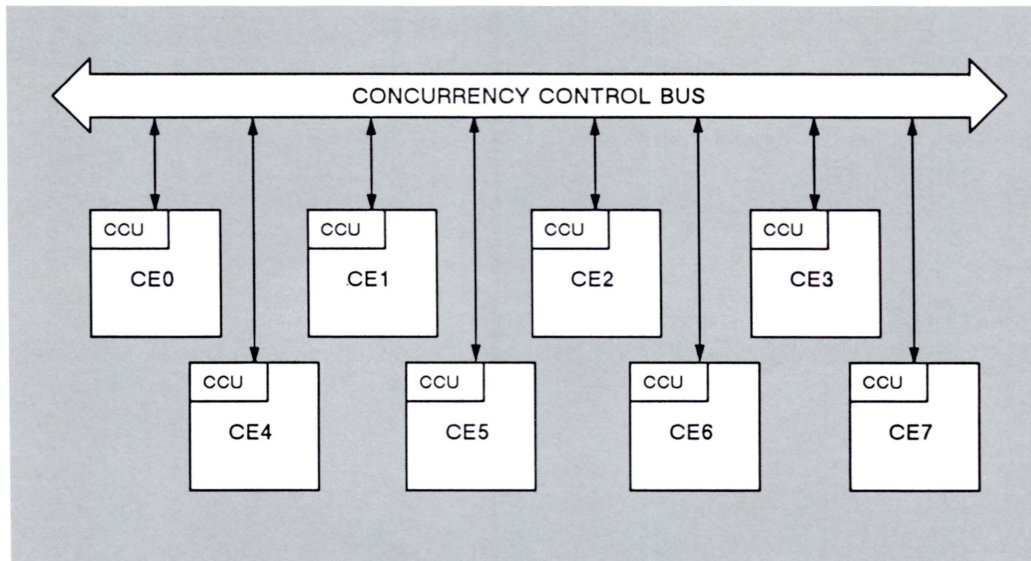 CONCURRENCY CONTROL BUS
CCU
CE0
CCU
CE1
CCU
CE2
CCU
CE3
CCU
CE4
CCU
CE5
CCU
CE6
CCU
CE7